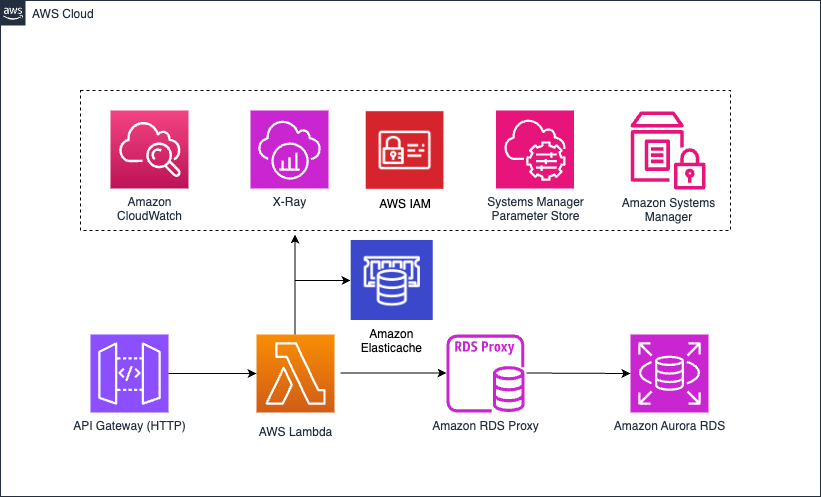 aws
AWS Cloud
Amazon
CloudWatch
X-Ray
AWS IAM
Systems Manager
Parameter Store
Amazon Systems
Manager
Amazon
Elasticache
RDS Proxy
</>
API Gateway (HTTP)
AWS Lambda
Amazon RDS Proxy
Amazon Aurora RDS